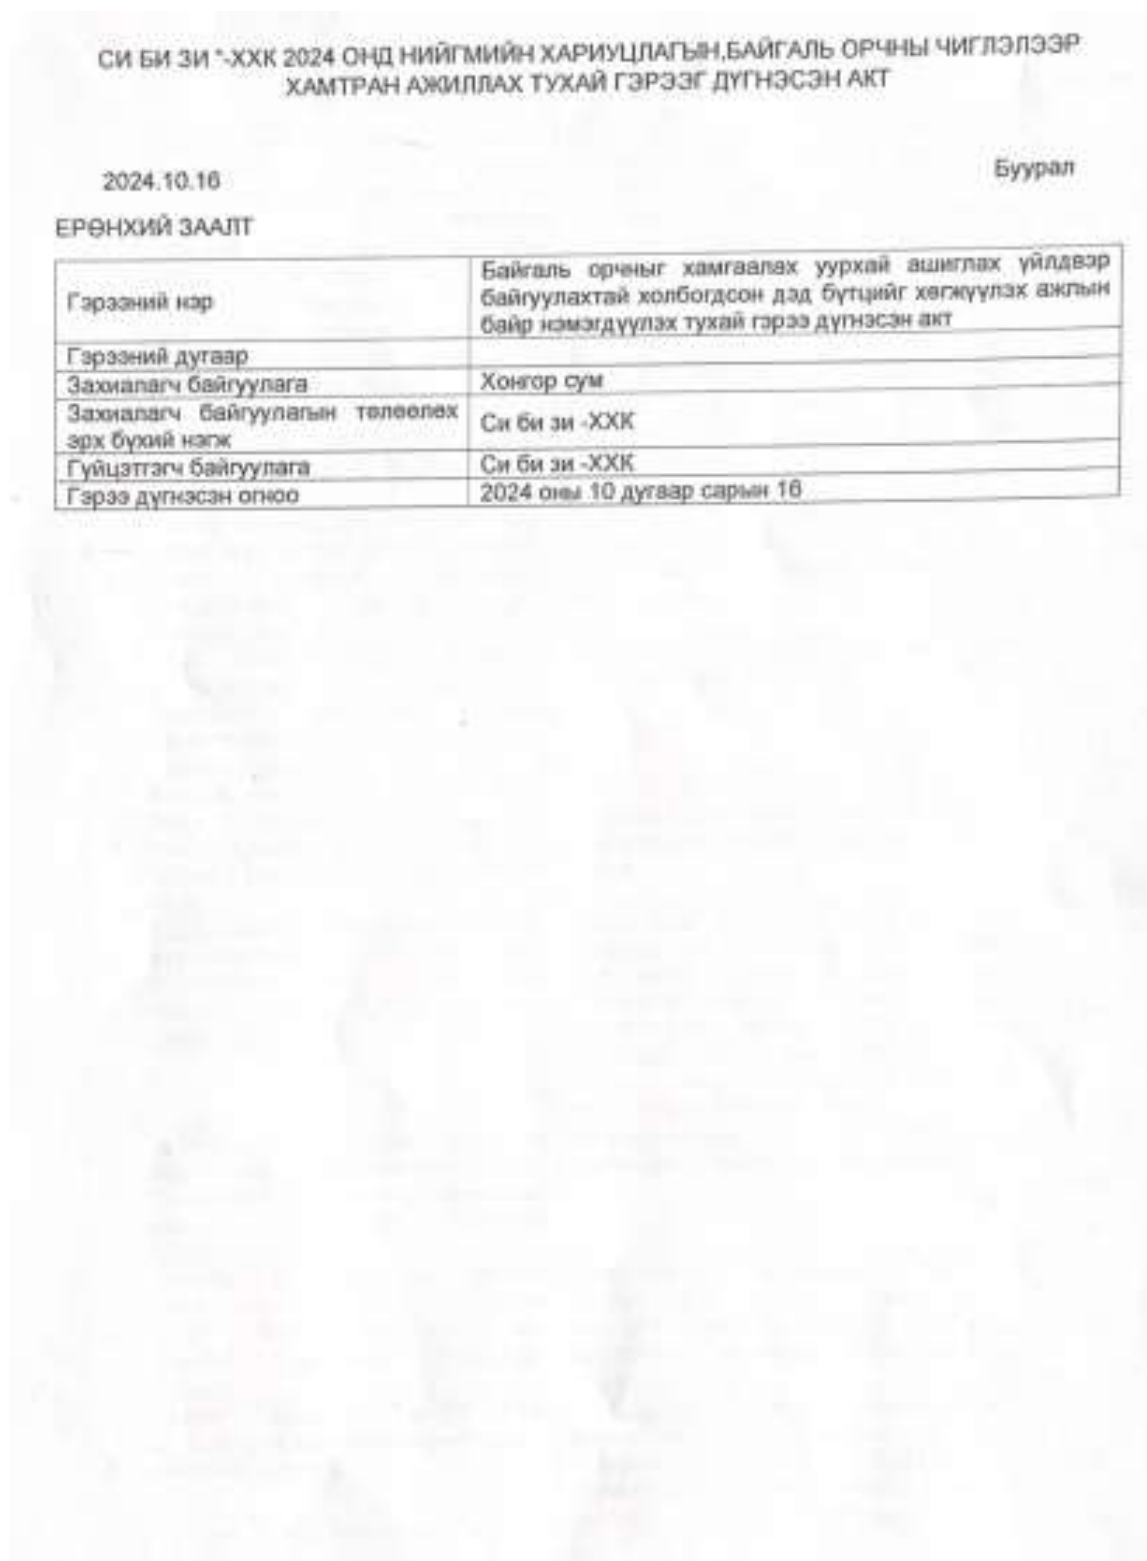 СИ БИ ЗИ "-ХХК 2024 ОНД НИЙГМИЙН ХАРИУЦЛАГЫН,БАЙГАЛЬ ОРЧНЫ ЧИГЛЭЛЭЭР
ХАМТРАН АЖИЛЛАХ ТУХАЙ ГЭРЭЭГ ДҮГНЭСЭН АКТ
2024.10.16
Буурал
ЕРӨНХИЙ ЗААЛТ
Гэрээний нэр
Байгаль орчныг хамгаалах уурхай ашиглах үйлдвэр
байгуулахтай холбогдсон дэд бүтцийг хөгжүүлэх ажлын
байр нэмэгдүүлэх тухай гэрээ дүгнэсэн акт
Гэрээний дугаар
Захиалагч байгууллага
Хонгор сум
Захиалагч байгуулагын төлөөлөх
эрх бүхий нэгж
Си би зи -ХХК
Гүйцэтгэгч байгуулага
Си би зи -ХХК
Гэрээ дүгнэсэн огноо
2024 оны 10 дугаар сарын 16